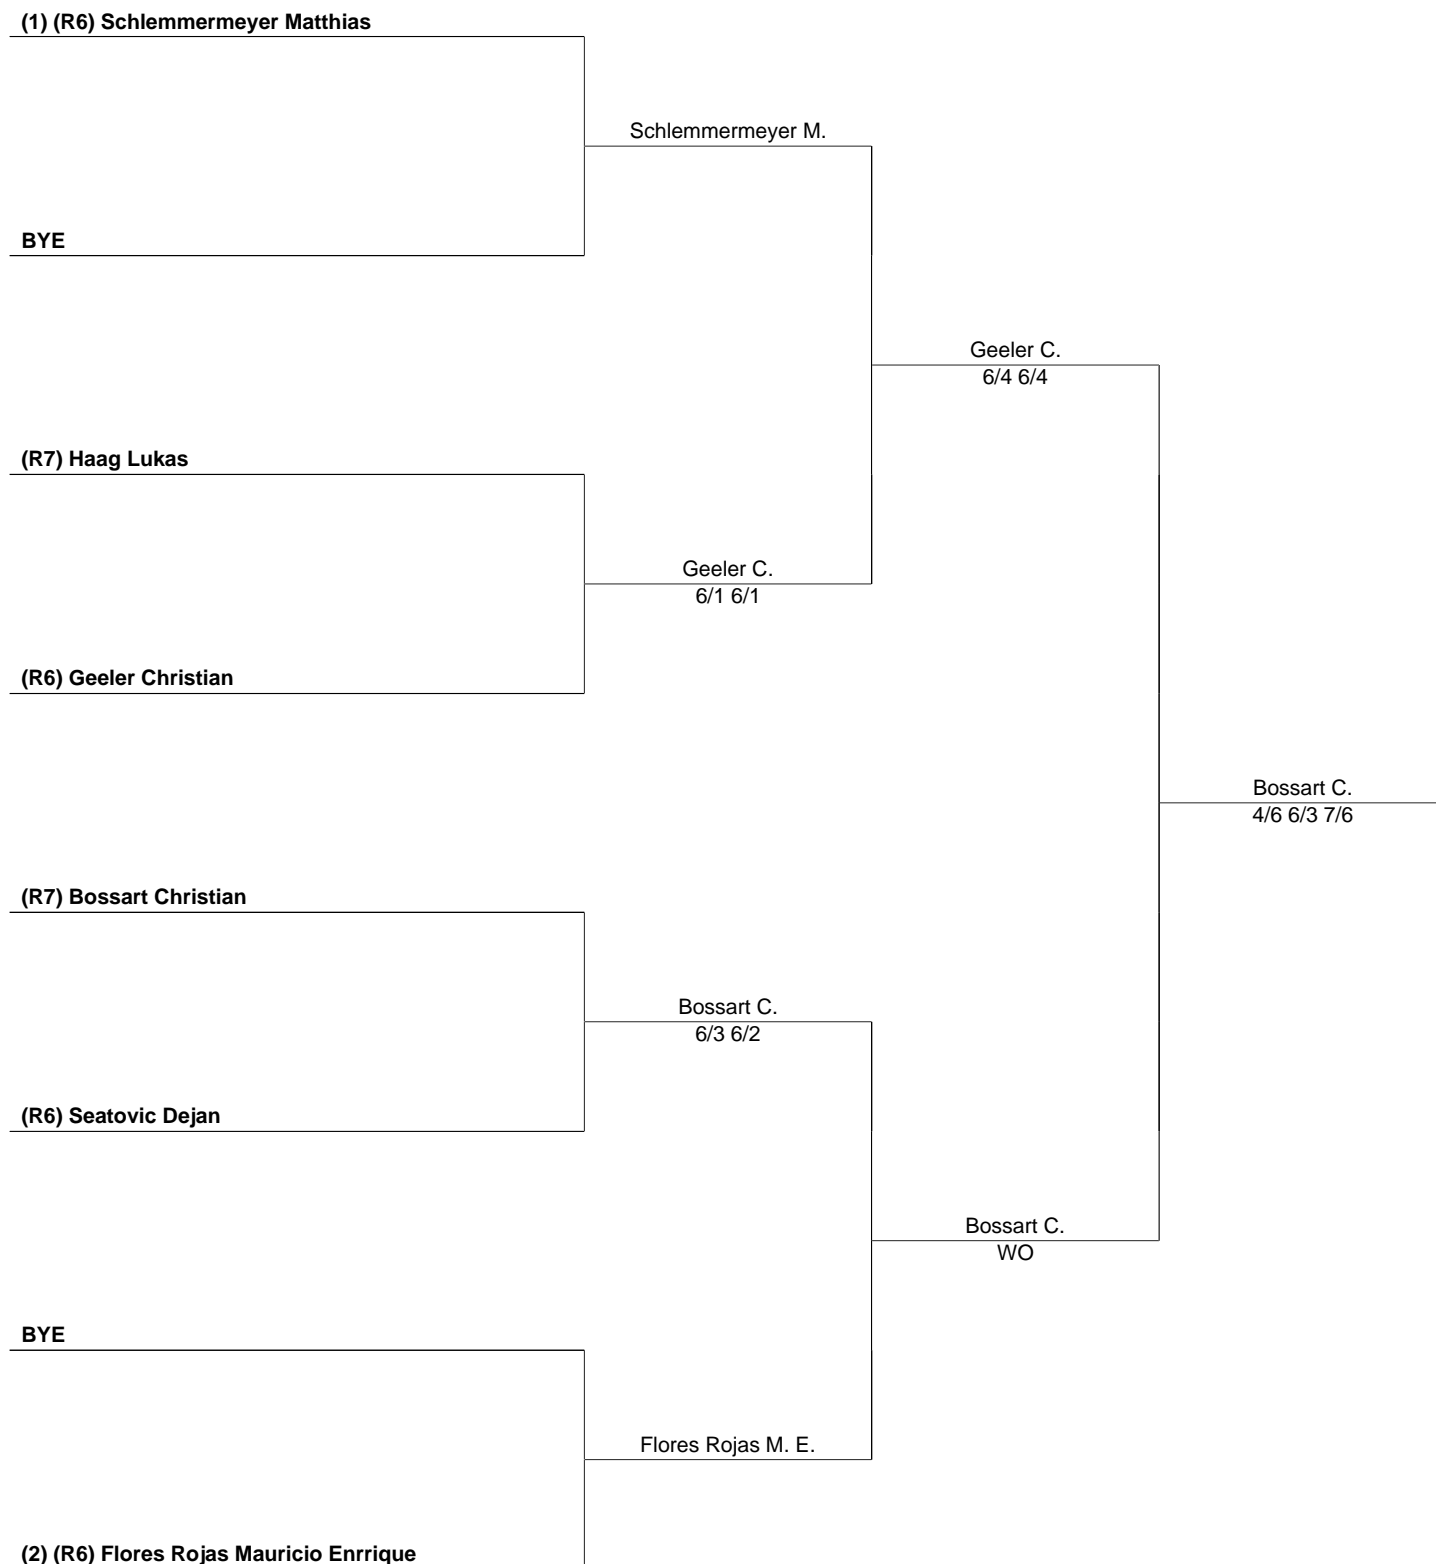 (1) (R6) Schlemmermeyer Matthias
Schlemmermeyer M.
BYE
Geeler C.
6/4 6/4
(R7) Haag Lukas
Geeler C.
6/1 6/1
(R6) Geeler Christian
Bossart C.
4/6 6/3 7/6
(R7) Bossart Christian
Bossart C.
6/3 6/2
(R6) Seatovic Dejan
Bossart C.
WO
BYE
Flores Rojas M. E.
(2) (R6) Flores Rojas Mauricio Enrrique